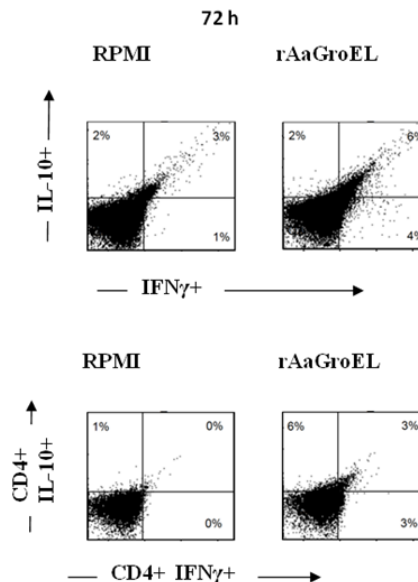 72 h
RPMI rAaGroEL
IL-10+
2% 3%
1%
2% 6%
4%
IFNγ+
RPMI rAaGroEL
CD4+
IL-10+
1% 0%
0%
6% 3%
3%
CD4+ IFNγ+